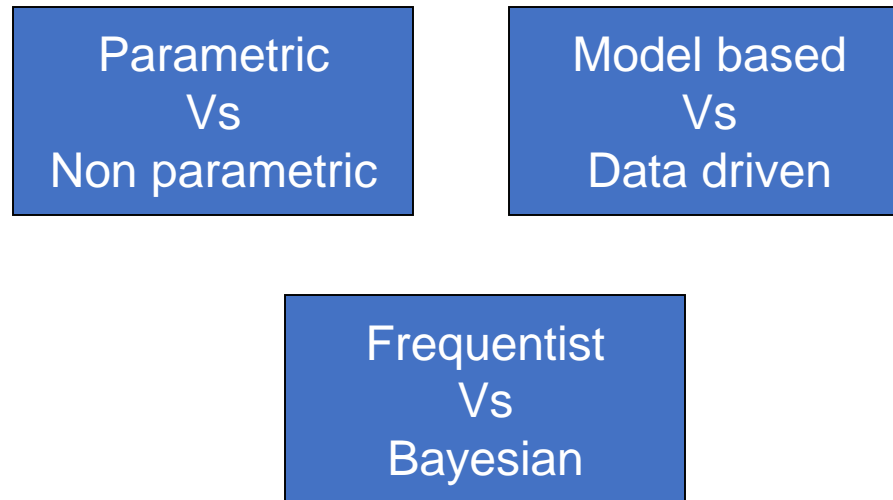 Parametric
Vs
Non parametric
Model based
Vs
Data driven
Frequentist
Vs
Bayesian